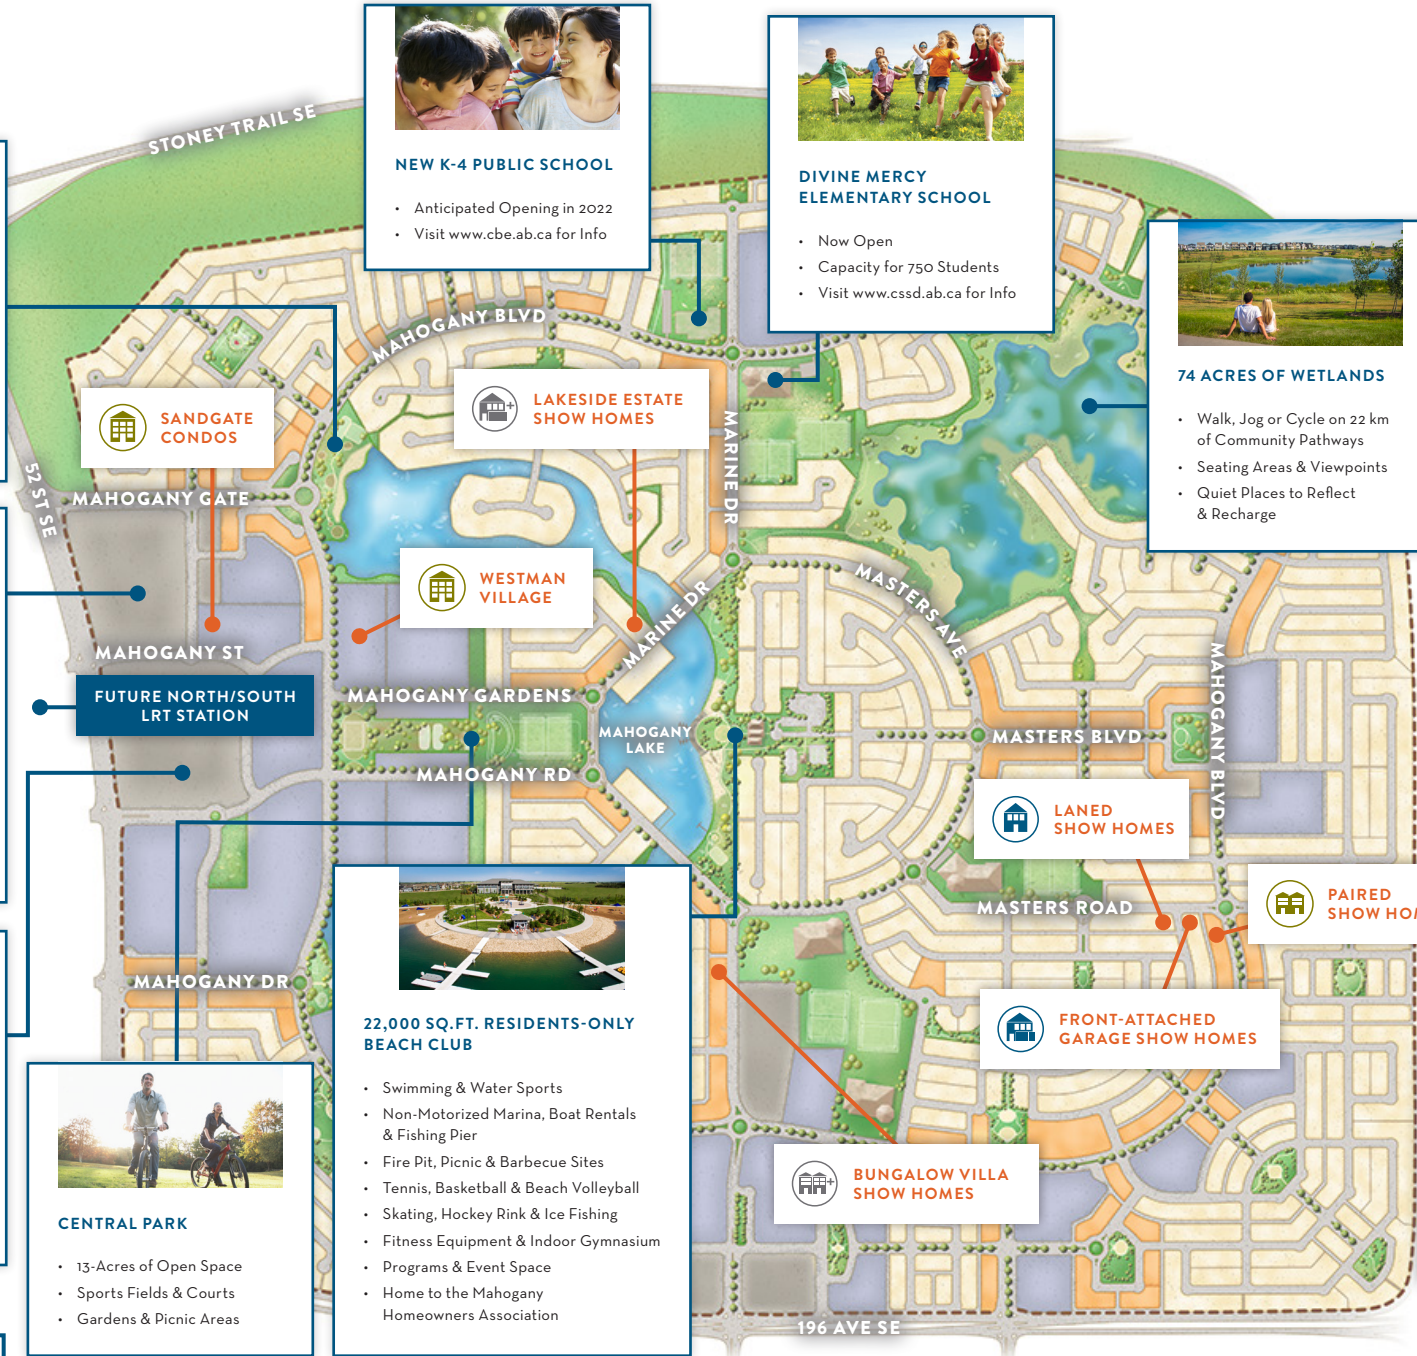 STONEY TRAIL SE
NEW K-4 PUBLIC SCHOOL
• Anticipated Opening in 2022
• Visit www.cbe.ab.ca for Info
DIVINE MERCY
ELEMENTARY SCHOOL
• Now Open
• Capacity for 750 Students
• Visit www.cssd.ab.ca for Info
74 ACRES OF WETLANDS
• Walk, Jog or Cycle on 22 km
of Community Pathways
• Seating Areas & Viewpoints
• Quiet Places to Reflect
& Recharge
MAHOGANY BLVD
SANDGATE
CONDOS
LAKESIDE ESTATE
SHOW HOMES
MARINE DR
52 ST SE
MAHOGANY GATE
WESTMAN
VILLAGE
MARINE DR
MASTERS AVE
MAHOGANY ST
FUTURE NORTH/SOUTH
LRT STATION
MAHOGANY GARDENS
MAHOGANY
LAKE
MAHOGANY RD
MASTERS BLVD
MAHOGANY BLVD
LANED
SHOW HOMES
MASTERS ROAD
PAIRED
SHOW HOM
MAHOGANY DR
FRONT-ATTACHED
GARAGE SHOW HOMES
22,000 SQ.FT. RESIDENTS-ONLY
BEACH CLUB
• Swimming & Water Sports
• Non-Motorized Marina, Boat Rentals
& Fishing Pier
• Fire Pit, Picnic & Barbecue Sites
• Tennis, Basketball & Beach Volleyball
• Skating, Hockey Rink & Ice Fishing
• Fitness Equipment & Indoor Gymnasium
• Programs & Event Space
• Home to the Mahogany
Homeowners Association
BUNGALOW VILLA
SHOW HOMES
CENTRAL PARK
• 13-Acres of Open Space
• Sports Fields & Courts
• Gardens & Picnic Areas
196 AVE SE